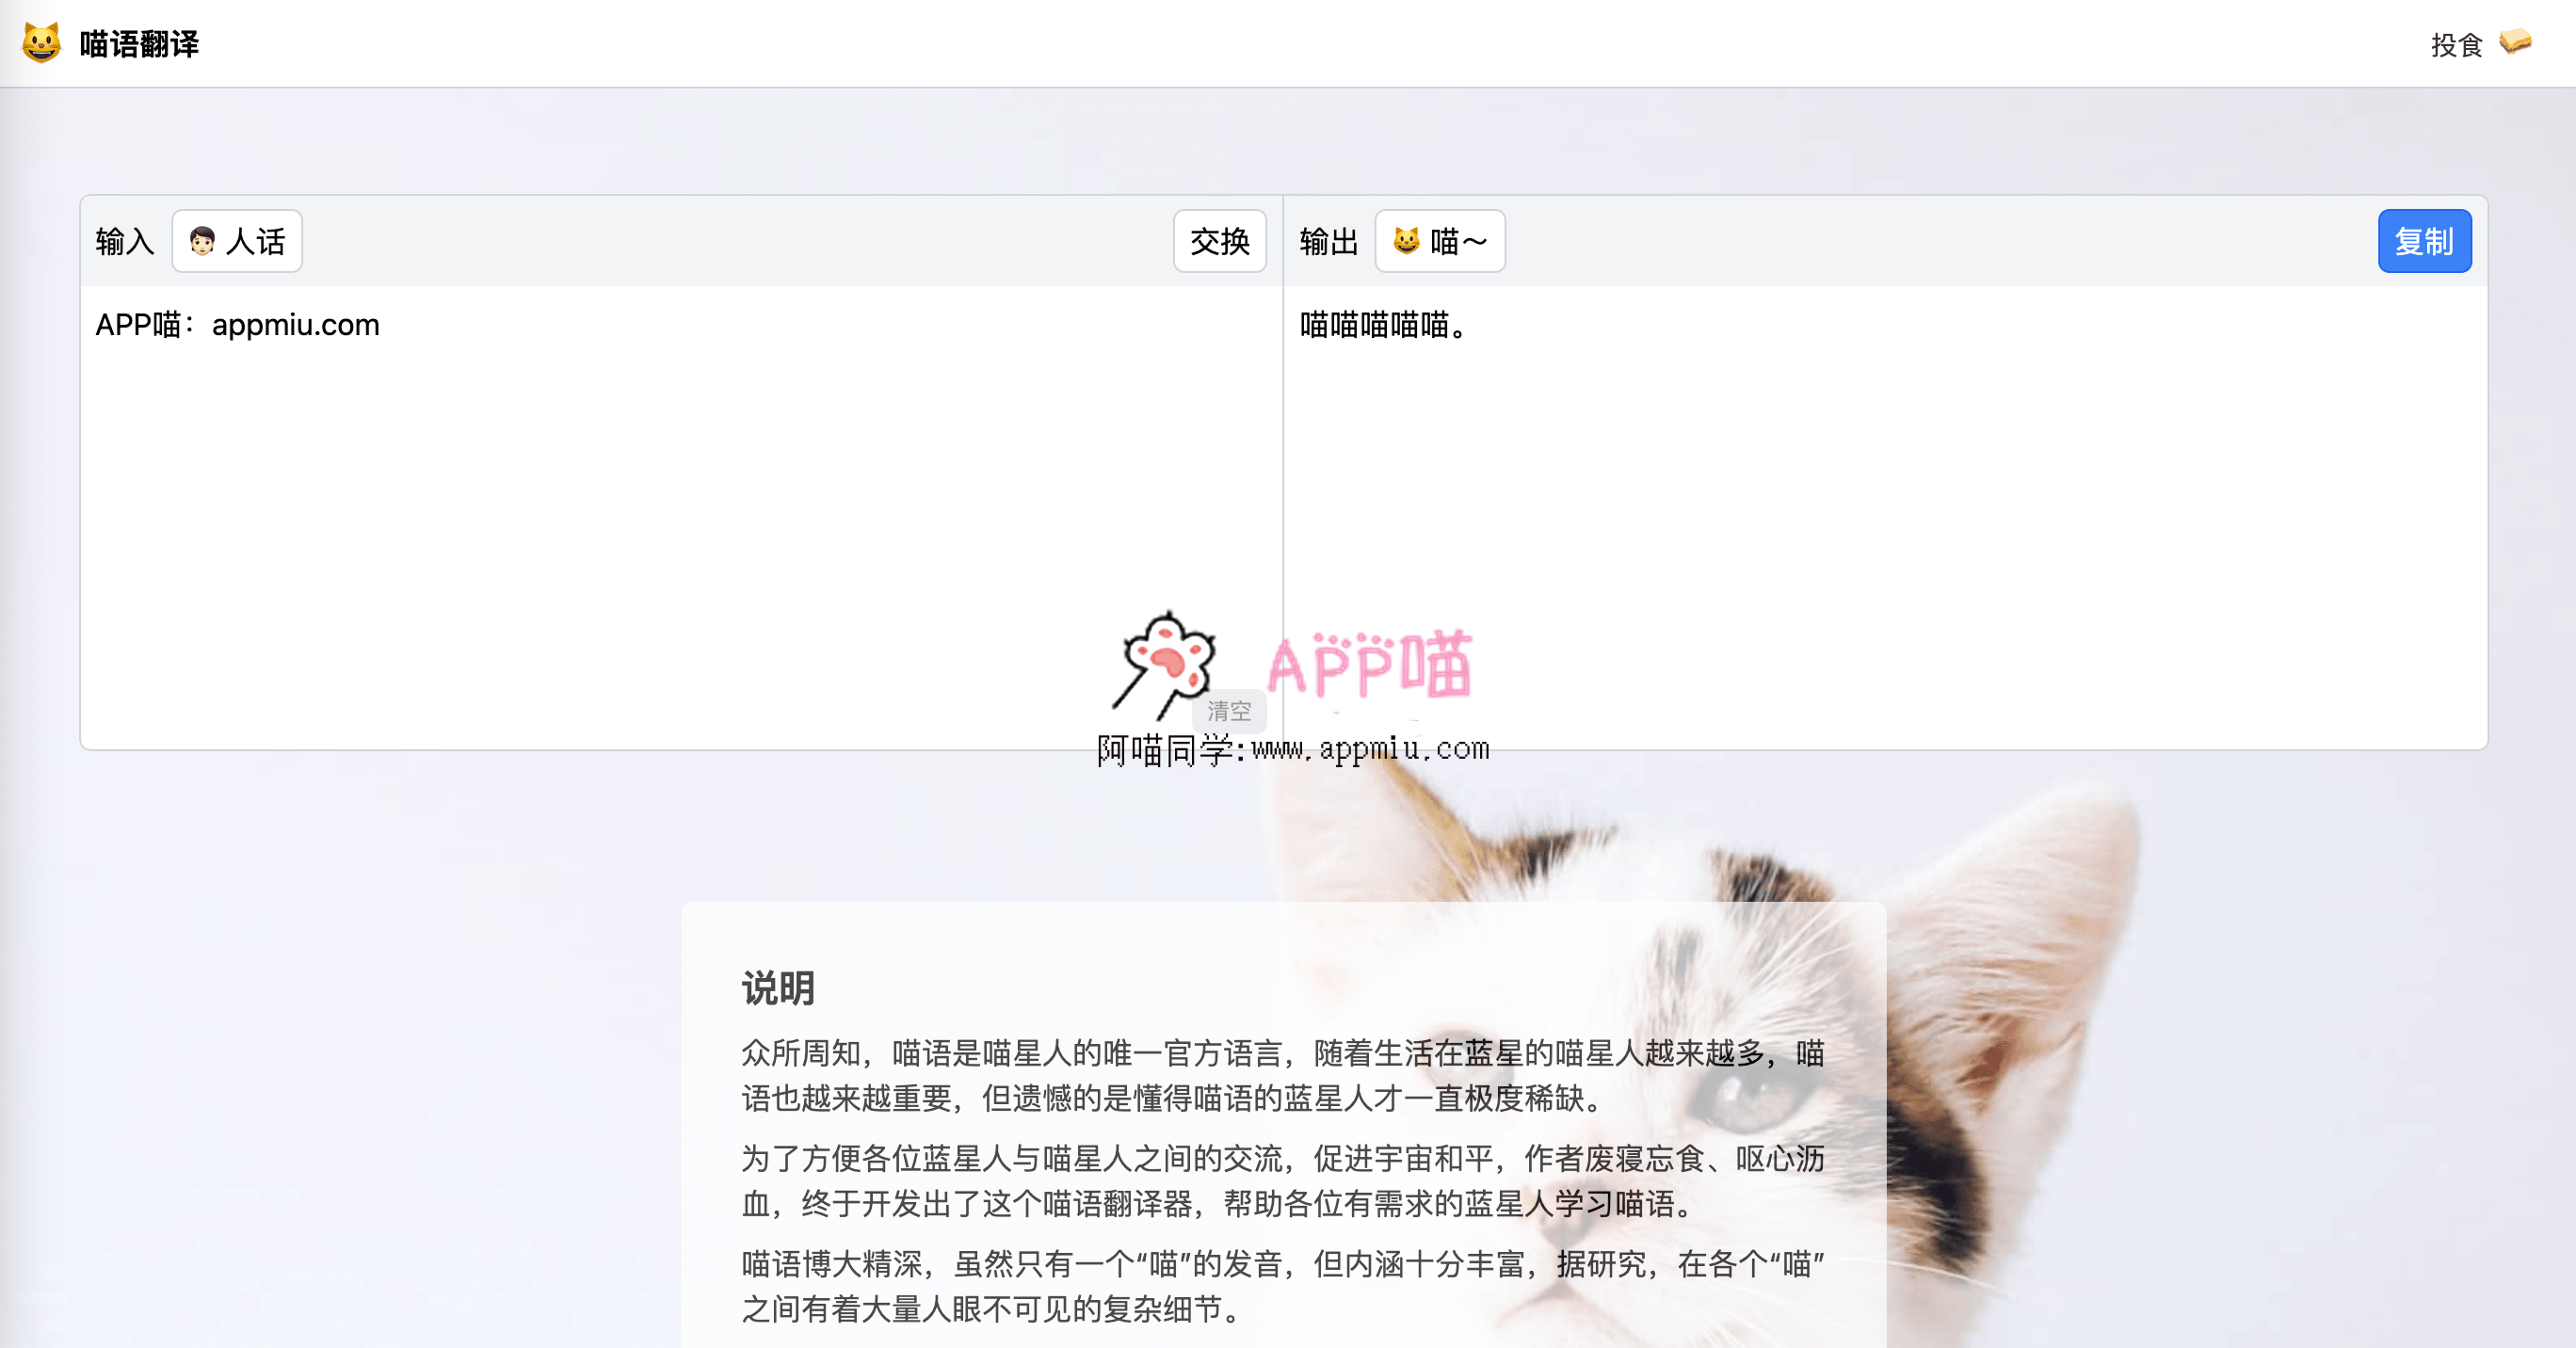 喵语翻译
投食
输入
人话
交换
输出
喵～
复制
APP喵：appmiu.com
喵喵喵喵喵。
APP喵
清空
阿喵同学:www.appmiu.com
说明
众所周知，喵语是喵星人的唯一官方语言，随着生活在蓝星的喵星人越来越多，喵
语也越来越重要，但遗憾的是懂得喵语的蓝星人才一直极度稀缺。
为了方便各位蓝星人与喵星人之间的交流，促进宇宙和平，作者废寝忘食、呕心沥
血，终于开发出了这个喵语翻译器，帮助各位有需求的蓝星人学习喵语。
喵语博大精深，虽然只有一个“喵”的发音，但内涵十分丰富，据研究，在各个“喵”
之间有着大量人眼不可见的复杂细节。